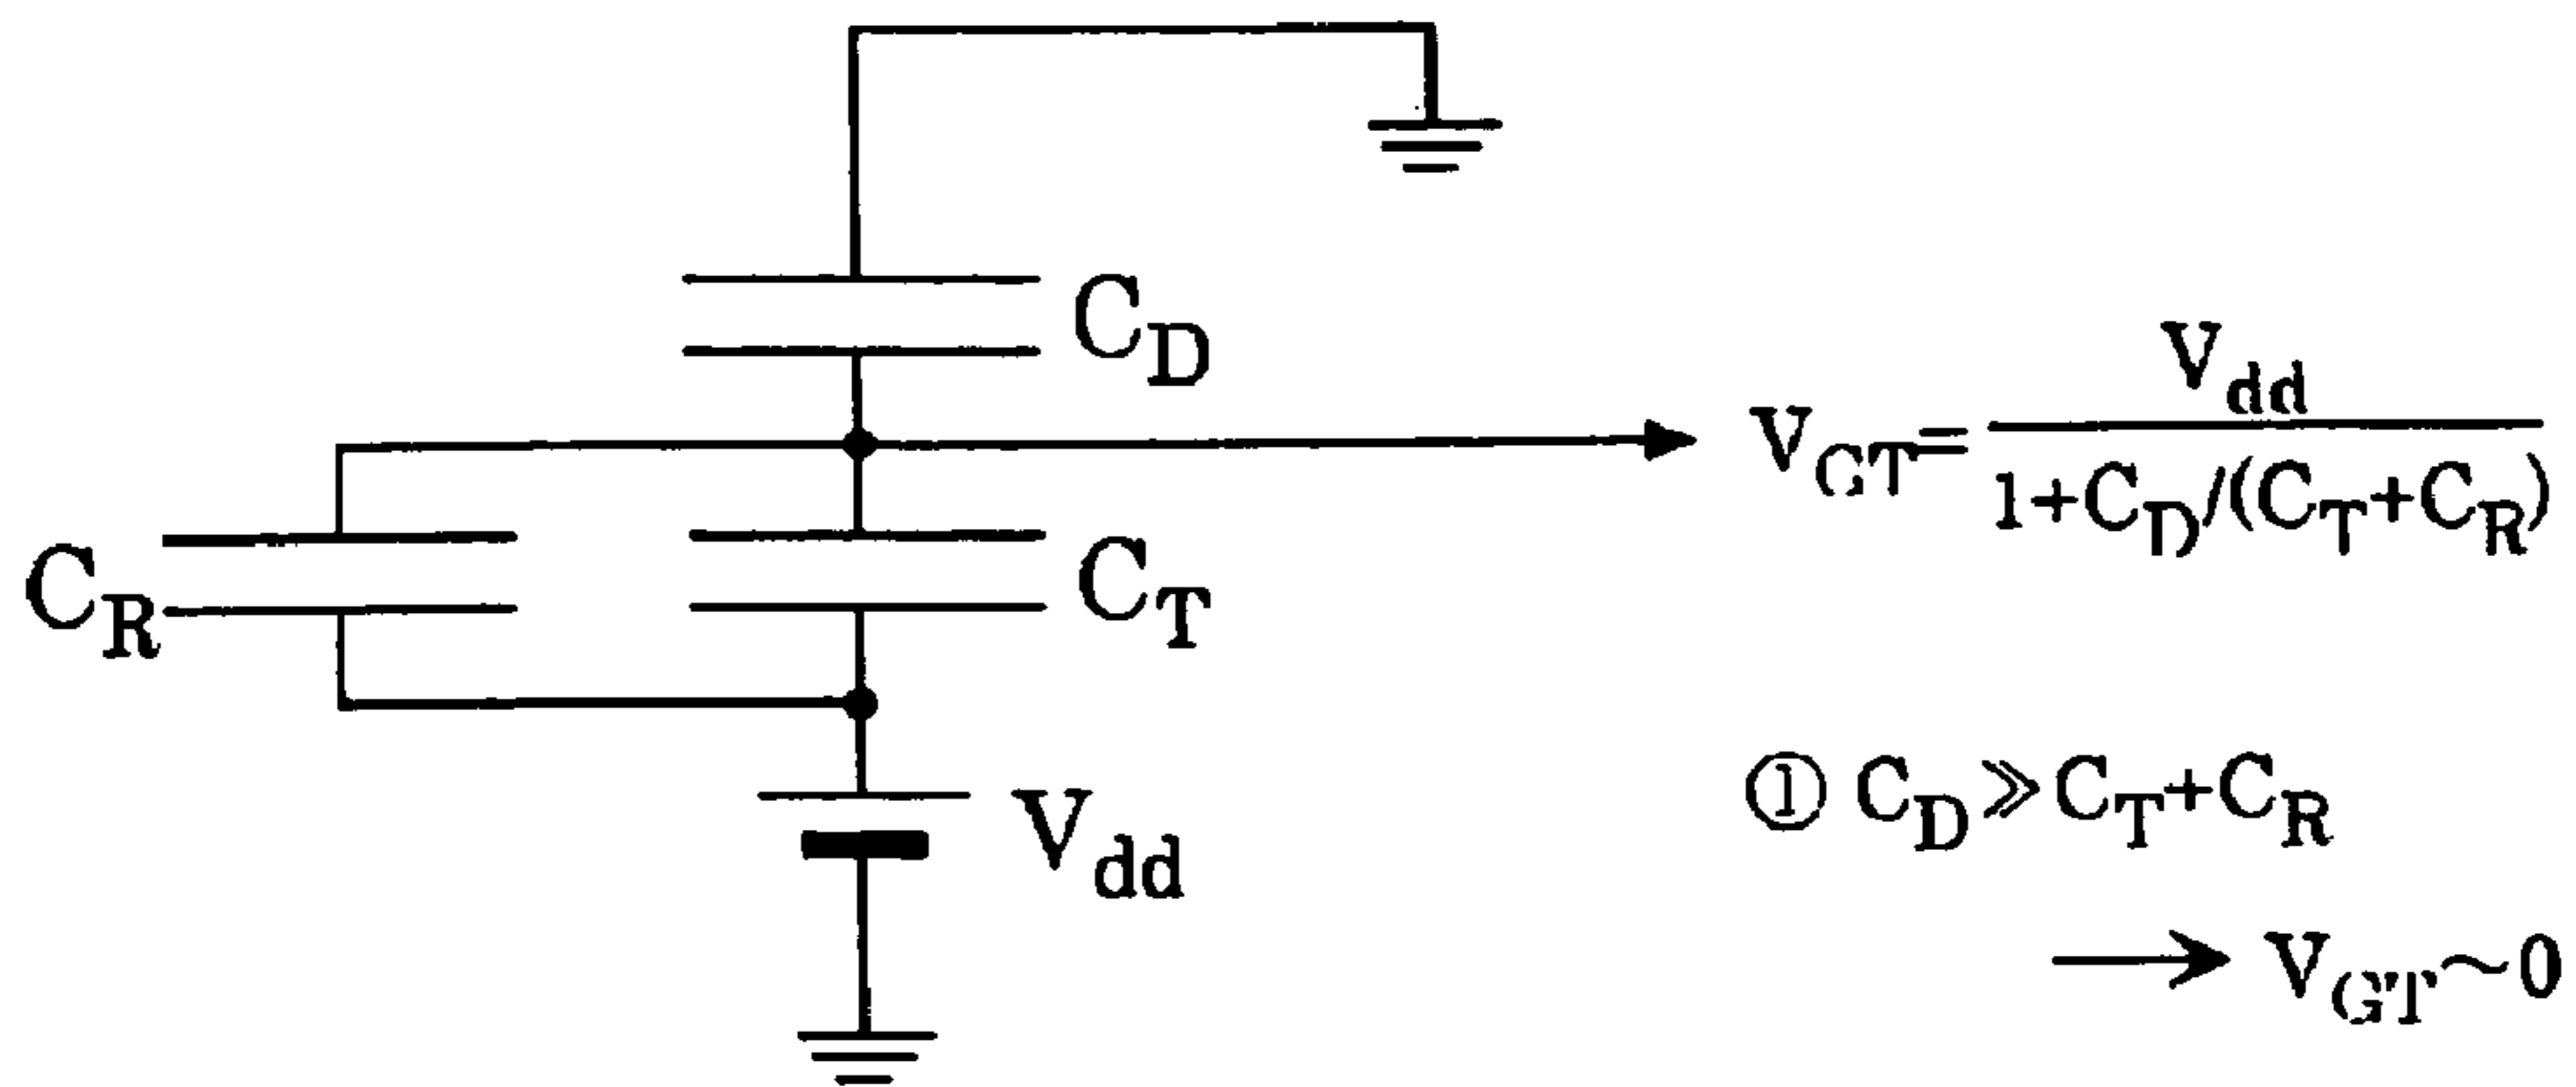 C_D
V_GT = V_dd / 1+C_D/(C_T+C_R)
C_R
C_T
V_dd
① C_D≫C_T+C_R
→ V_GT~0